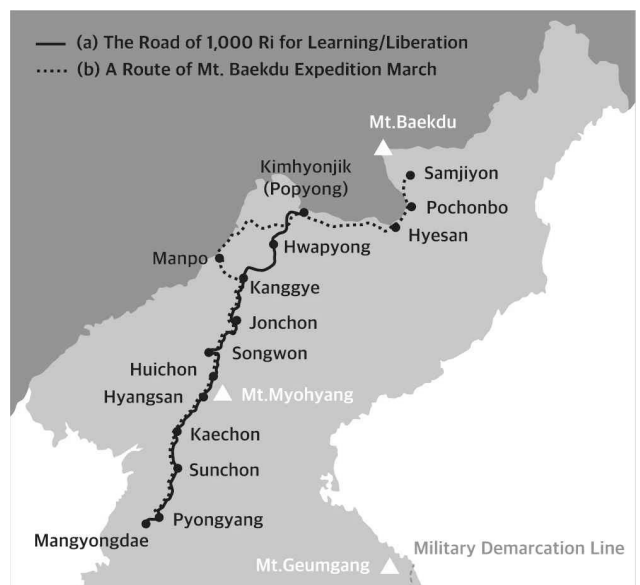 (a) The Road of 1,000 Ri for Learning/Liberation
(b) A Route of Mt. Baekdu Expedition March
Mt.Baekdu
Kimhyonjik
(Popyong)
Samjiyon
Pochonbo
Hyesan
Hwapyong
Manpo
Kanggye
Jonchon
Songwon
Huichon
Hyangsan
Mt.Myohyang
Kaechon
Sunchon
Pyongyang
Mangyongdae
Military Demarcation Line
Mt.Geumgang